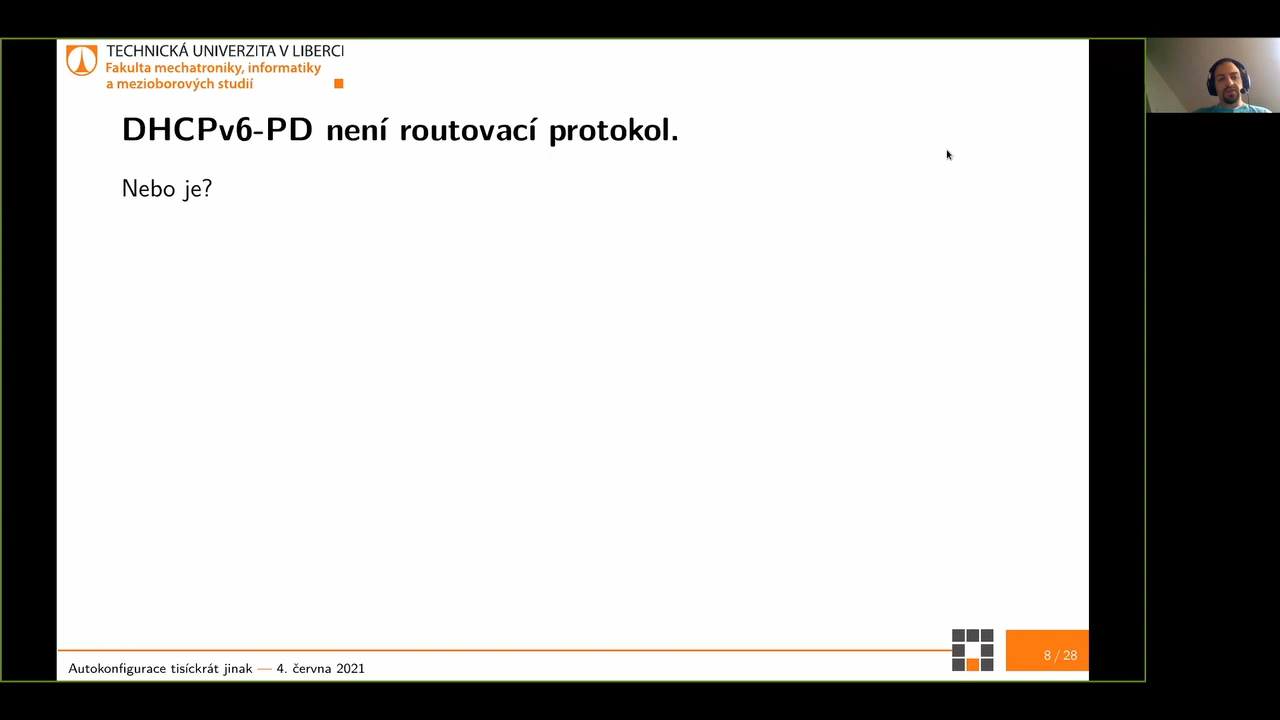 TECHNICKÁ UNIVERZITA V LIBERCI
Fakulta mechatroniky, informatiky
a mezioborových studií
DHCPv6-PD není routovací protokol.
Nebo je?
Autokonfigurace tisíckrát jinak — 4. června 2021
8 / 28